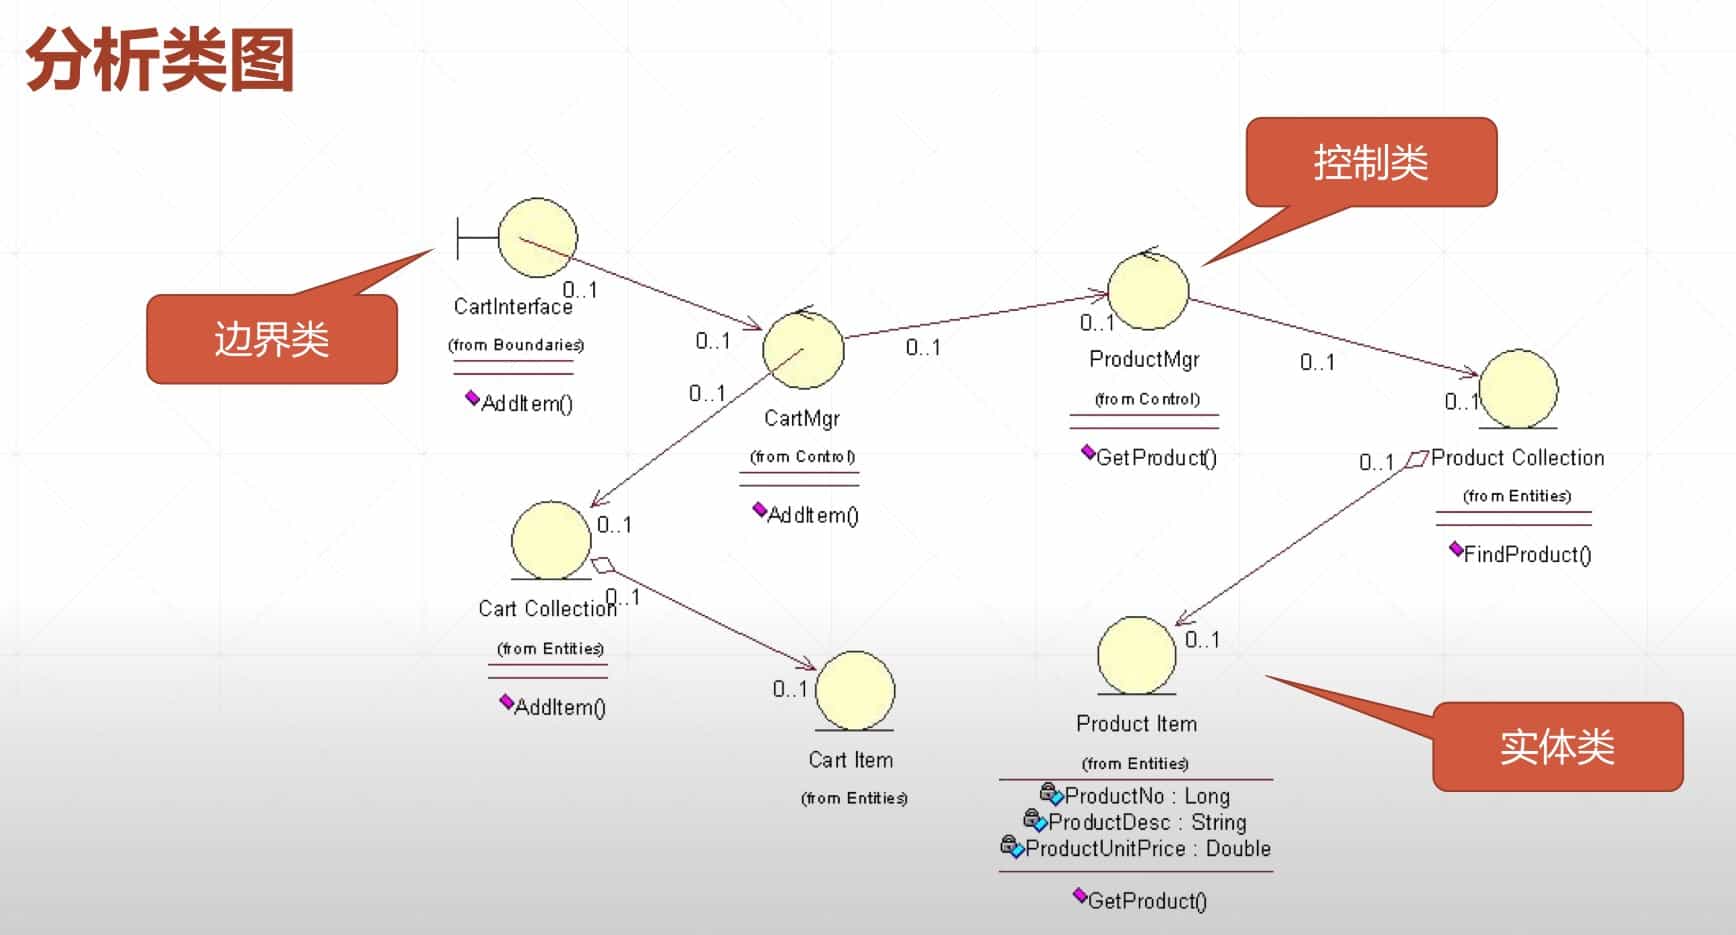 分析类图
控制类
边界类
CartInterface
(from Boundaries)
AddItem()
0..1
0..1
CartMgr
(from Control)
AddItem()
0..1
0..1
0..1
ProductMgr
(from Control)
GetProduct()
0..1
0..1
Product Collection
(from Entities)
FindProduct()
0..1
0..1
Cart Collection
(from Entities)
AddItem()
0..1
0..1
0..1
Cart Item
(from Entities)
Product Item
(from Entities)
ProductNo : Long
ProductDesc : String
ProductUnitPrice : Double
GetProduct()
实体类